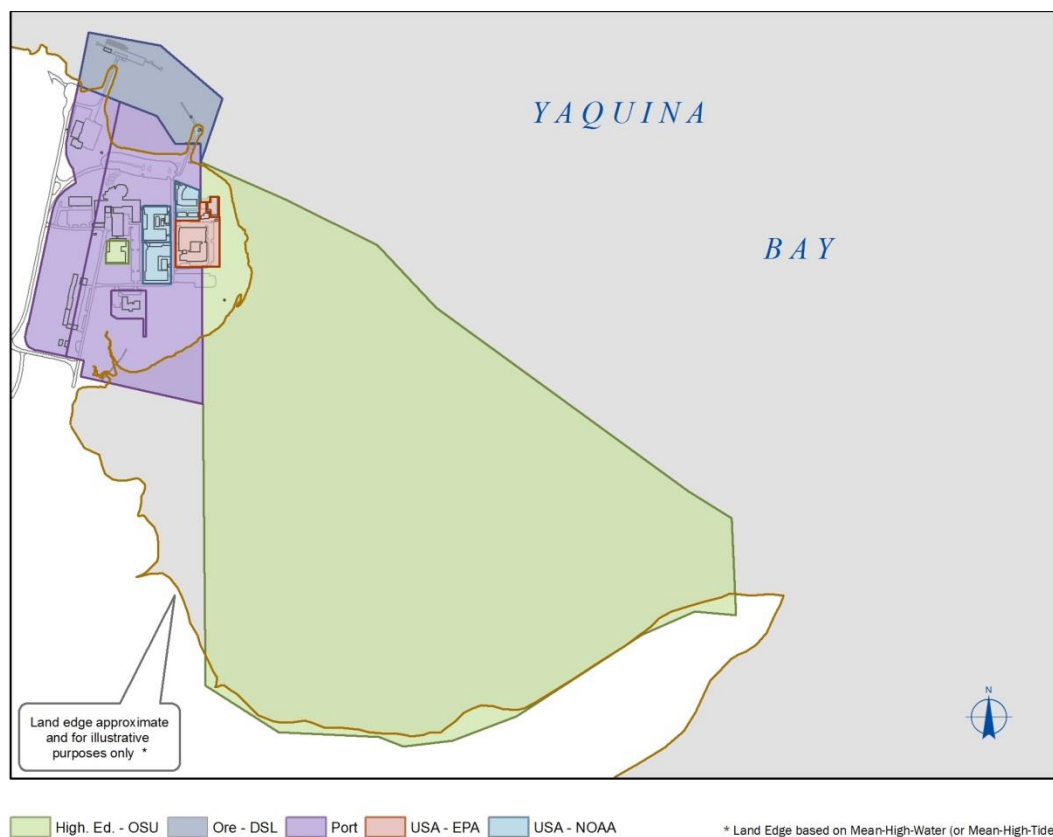 YAQUINA
BAY
Land edge approximate
and for illustrative
purposes only *
N
High. Ed. - OSU
Ore - DSL
Port
USA - EPA
USA - NOAA
* Land Edge based on Mean-High-Water (or Mean-High-Tide